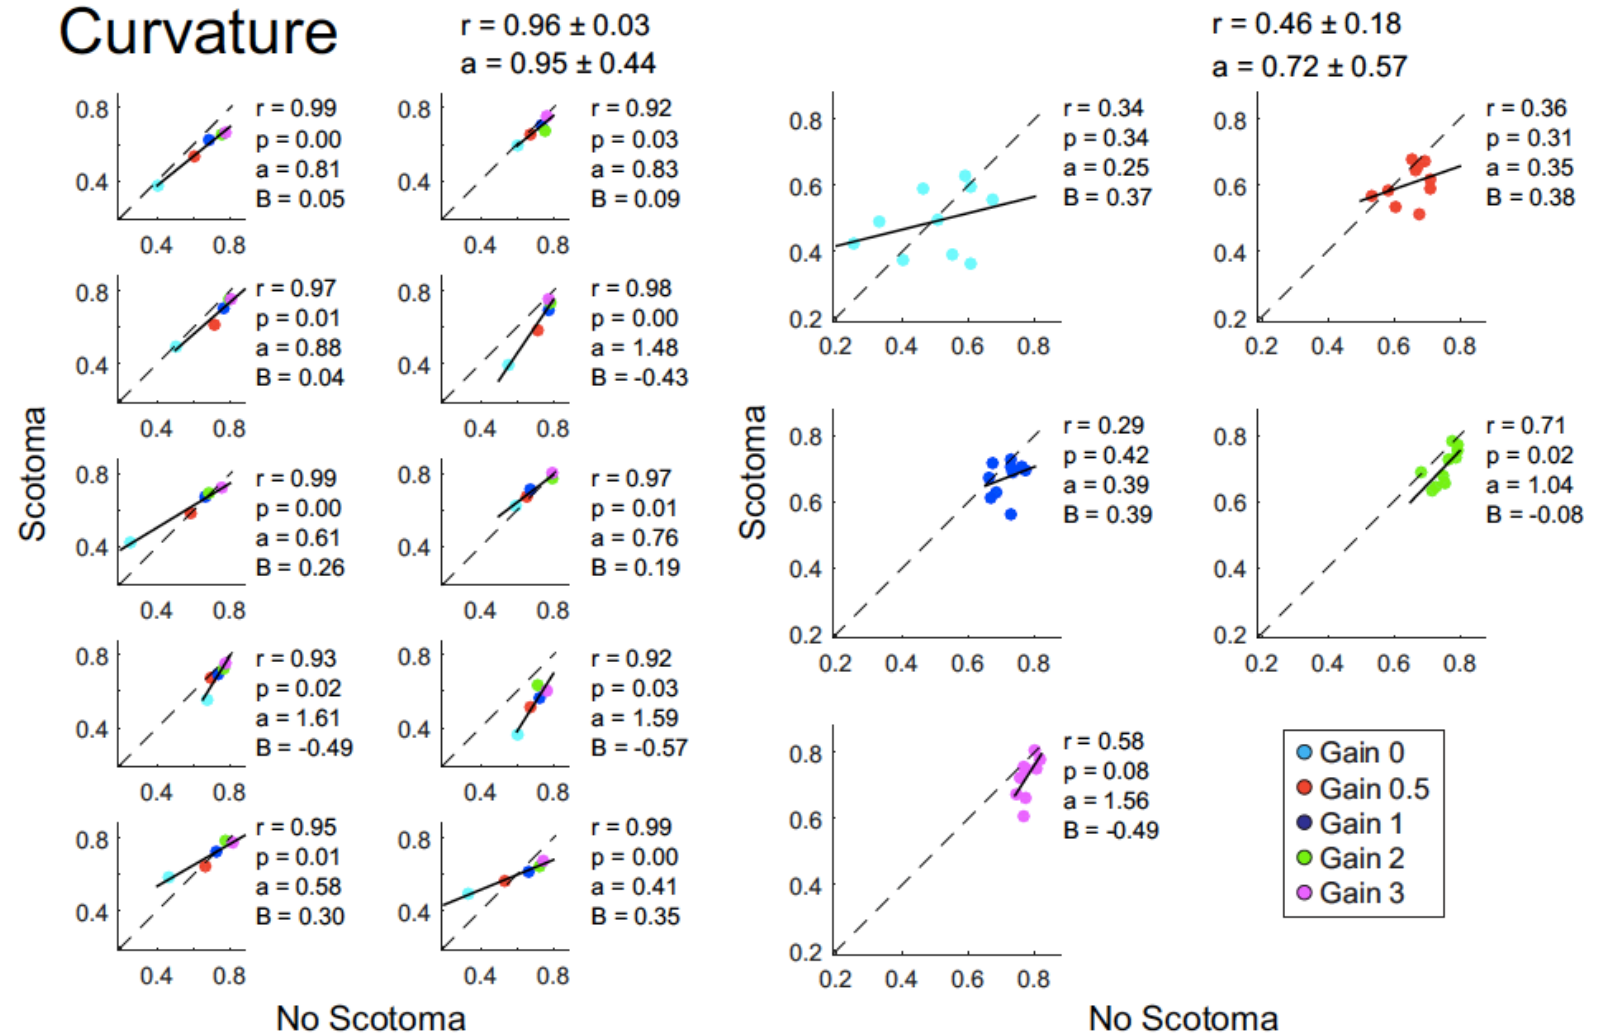 Curvature
r = 0.96 ± 0.03
a = 0.95 ± 0.44
r = 0.46 ± 0.18
a = 0.72 ± 0.57
Scotoma
0.8
0.4
0.4 0.8
r = 0.99
p = 0.00
a = 0.81
B = 0.05
0.8
0.4
0.4 0.8
r = 0.92
p = 0.03
a = 0.83
B = 0.09
0.8
0.4
0.4 0.8
r = 0.97
p = 0.01
a = 0.88
B = 0.04
0.8
0.4
0.4 0.8
r = 0.98
p = 0.00
a = 1.48
B = -0.43
0.8
0.4
0.4 0.8
r = 0.99
p = 0.00
a = 0.61
B = 0.26
0.8
0.4
0.4 0.8
r = 0.97
p = 0.01
a = 0.76
B = 0.19
0.8
0.4
0.4 0.8
r = 0.93
p = 0.02
a = 1.61
B = -0.49
0.8
0.4
0.4 0.8
r = 0.92
p = 0.03
a = 1.59
B = -0.57
0.8
0.4
0.4 0.8
r = 0.95
p = 0.01
a = 0.58
B = 0.30
0.8
0.4
0.4 0.8
r = 0.99
p = 0.00
a = 0.41
B = 0.35
No Scotoma
Scotoma
0.8
0.6
0.4
0.2
0.2 0.4 0.6 0.8
r = 0.34
p = 0.34
a = 0.25
B = 0.37
0.8
0.6
0.4
0.2
0.2 0.4 0.6 0.8
r = 0.36
p = 0.31
a = 0.35
B = 0.38
0.8
0.6
0.4
0.2
0.2 0.4 0.6 0.8
r = 0.29
p = 0.42
a = 0.39
B = 0.39
0.8
0.6
0.4
0.2
0.2 0.4 0.6 0.8
r = 0.71
p = 0.02
a = 1.04
B = -0.08
0.8
0.6
0.4
0.2
0.2 0.4 0.6 0.8
r = 0.58
p = 0.08
a = 1.56
B = -0.49
Gain 0
Gain 0.5
Gain 1
Gain 2
Gain 3
No Scotoma